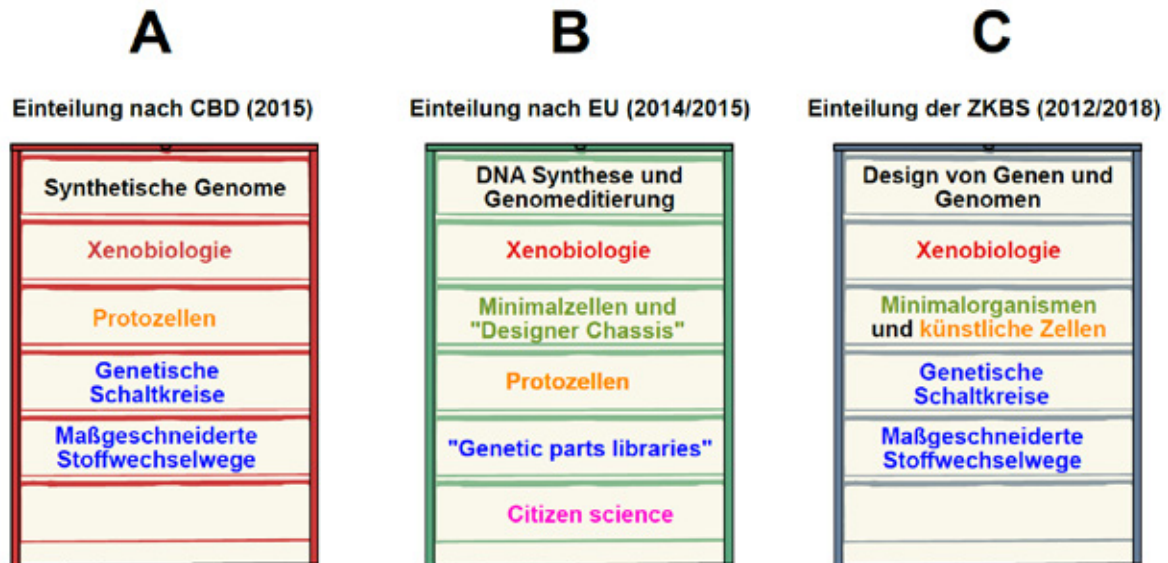 A
Einteilung nach CBD (2015)
Synthetische Genome
Xenobiologie
Protozellen
Genetische
Schaltkreise
Maßgeschneiderte
Stoffwechselwege
B
Einteilung nach EU (2014/2015)
DNA Synthese und
Genomeditierung
Xenobiologie
Minimalzellen und
"Designer Chassis"
Protozellen
"Genetic parts libraries"
Citizen science
C
Einteilung der ZKBS (2012/2018)
Design von Genen und
Genomen
Xenobiologie
Minimalorganismen
und künstliche Zellen
Genetische
Schaltkreise
Maßgeschneiderte
Stoffwechselwege